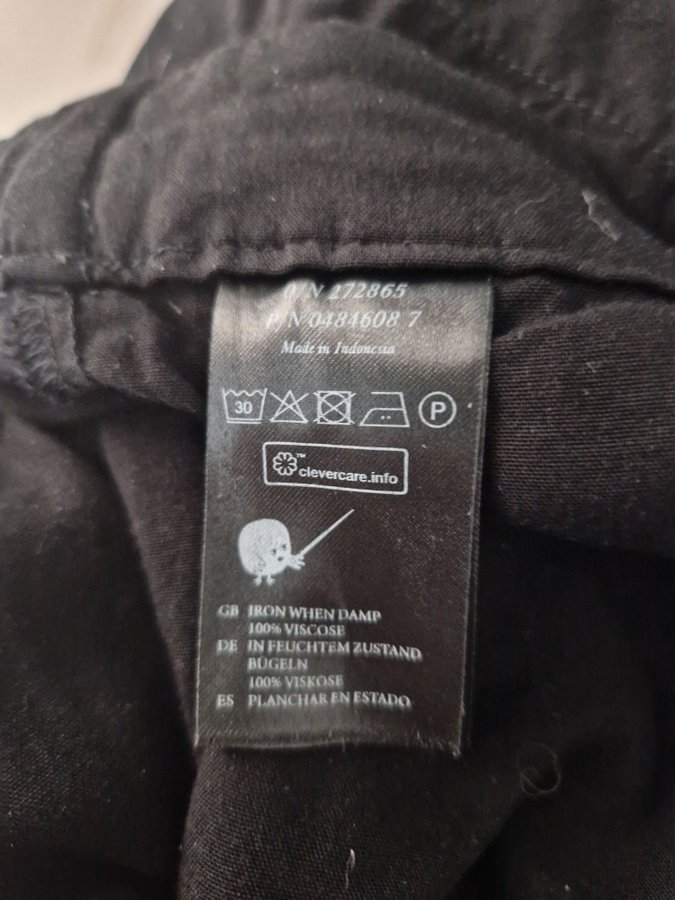 O/N 272865
P/N 0484608 7
Made in Indonesia
30
P
clevercare.info
GB IRON WHEN DAMP
100% VISCOSE
DE IN FEUCHTEM ZUSTAND
BÜGELN
100% VISKOSE
ES PLANCHAR EN ESTADO